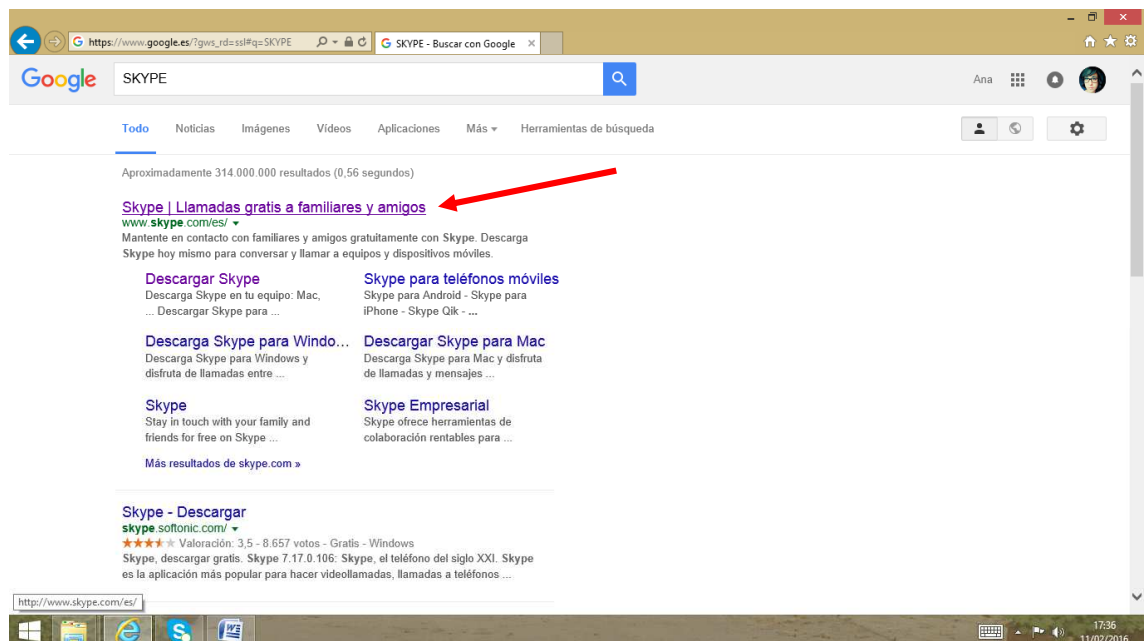 https://www.google.es/?gws_rd=ssl#q=SKYPE
SKYPE - Buscar con Google
Google
SKYPE
Ana
Todo Noticias Imágenes Vídeos Aplicaciones Más Herramientas de búsqueda
Aproximadamente 314.000.000 resultados (0,56 segundos)
Skype | Llamadas gratis a familiares y amigos
www.skype.com/es/
Mantente en contacto con familiares y amigos gratuitamente con Skype. Descarga
Skype hoy mismo para conversar y llamar a equipos y dispositivos móviles.
Descargar Skype
Descarga Skype en tu equipo: Mac,
... Descargar Skype para ...
Skype para teléfonos móviles
Skype para Android - Skype para
iPhone - Skype Qik - ...
Descarga Skype para Windo...
Descarga Skype para Windows y
disfruta de llamadas entre ...
Descargar Skype para Mac
Descarga Skype para Mac y disfruta
de llamadas y mensajes ...
Skype
Stay in touch with your family and
friends for free on Skype ...
Skype Empresarial
Skype ofrece herramientas de
colaboración rentables para ...
Más resultados de skype.com »
Skype - Descargar
skype.softonic.com/
Valoración: 3,5 - 8.657 votos - Gratis - Windows
Skype, descargar gratis. Skype 7.17.0.106: Skype, el teléfono del siglo XXI. Skype
es la aplicación más popular para hacer videollamadas, llamadas a teléfonos ...
http://www.skype.com/es/
17:36
11/02/2016